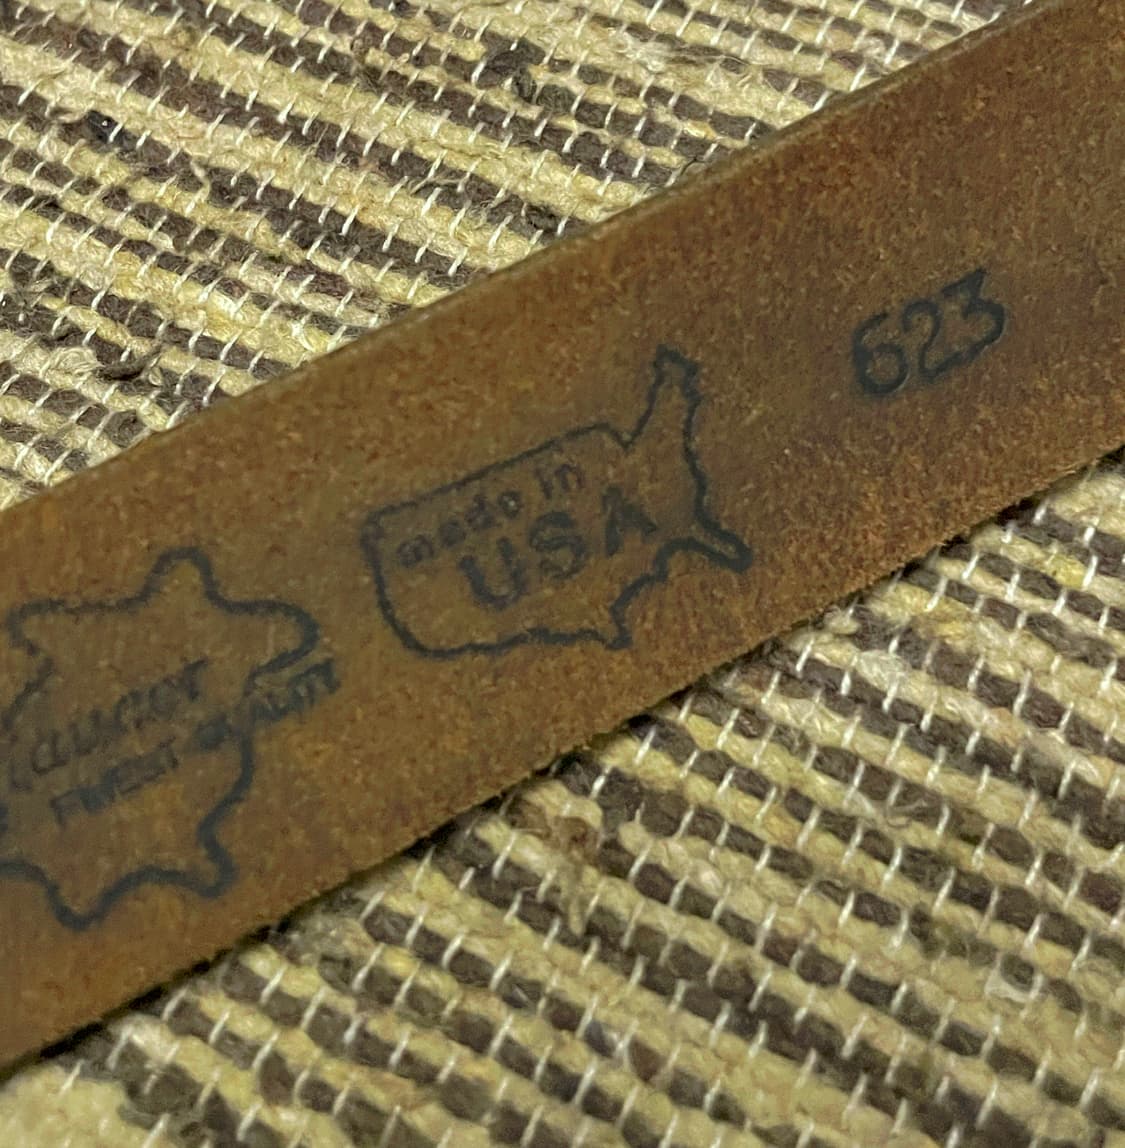 FINEST QUALITY
made in
USA
623